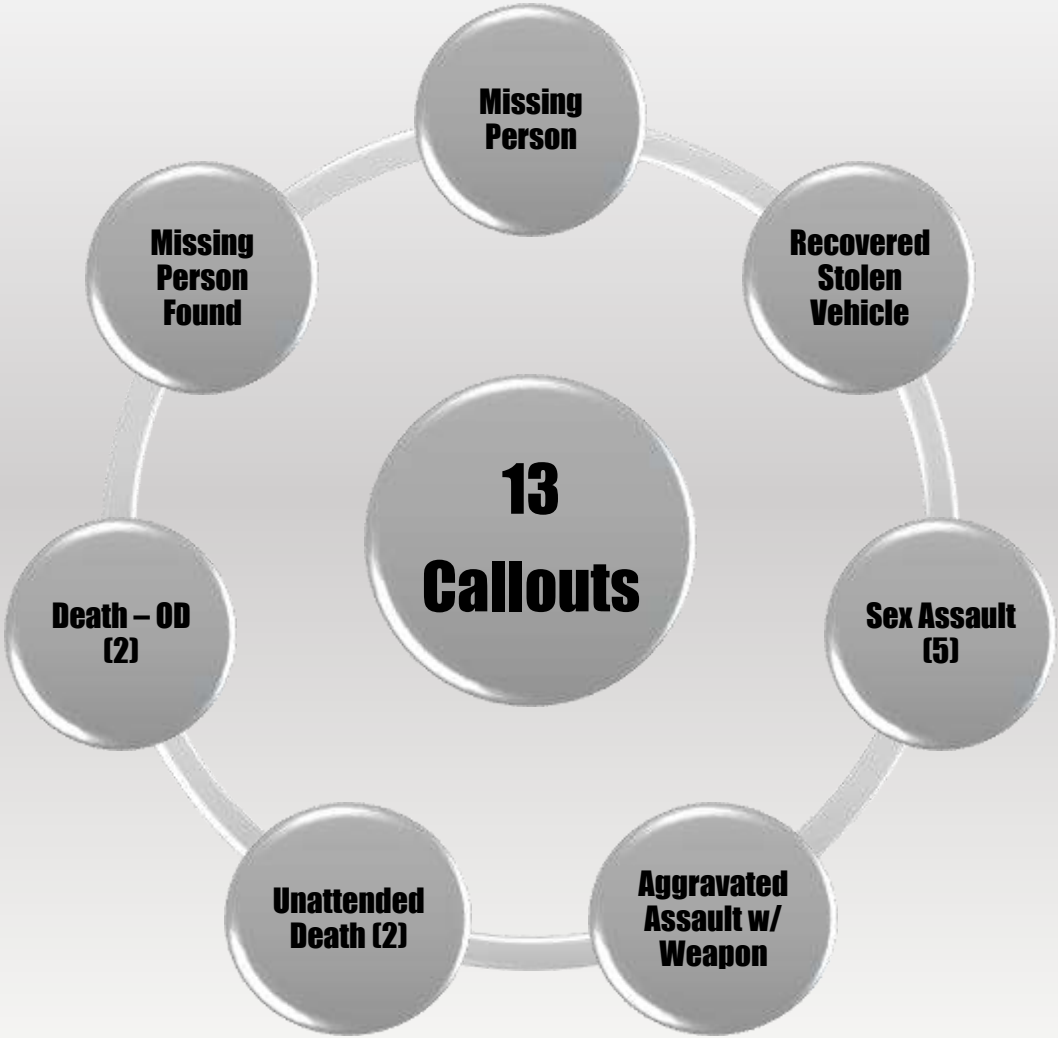 Missing
Person
Recovered
Stolen
Vehicle
Sex Assault
(5)
Aggravated
Assault w/
Weapon
Unattended
Death (2)
Death – OD
(2)
Missing
Person
Found
13
Callouts